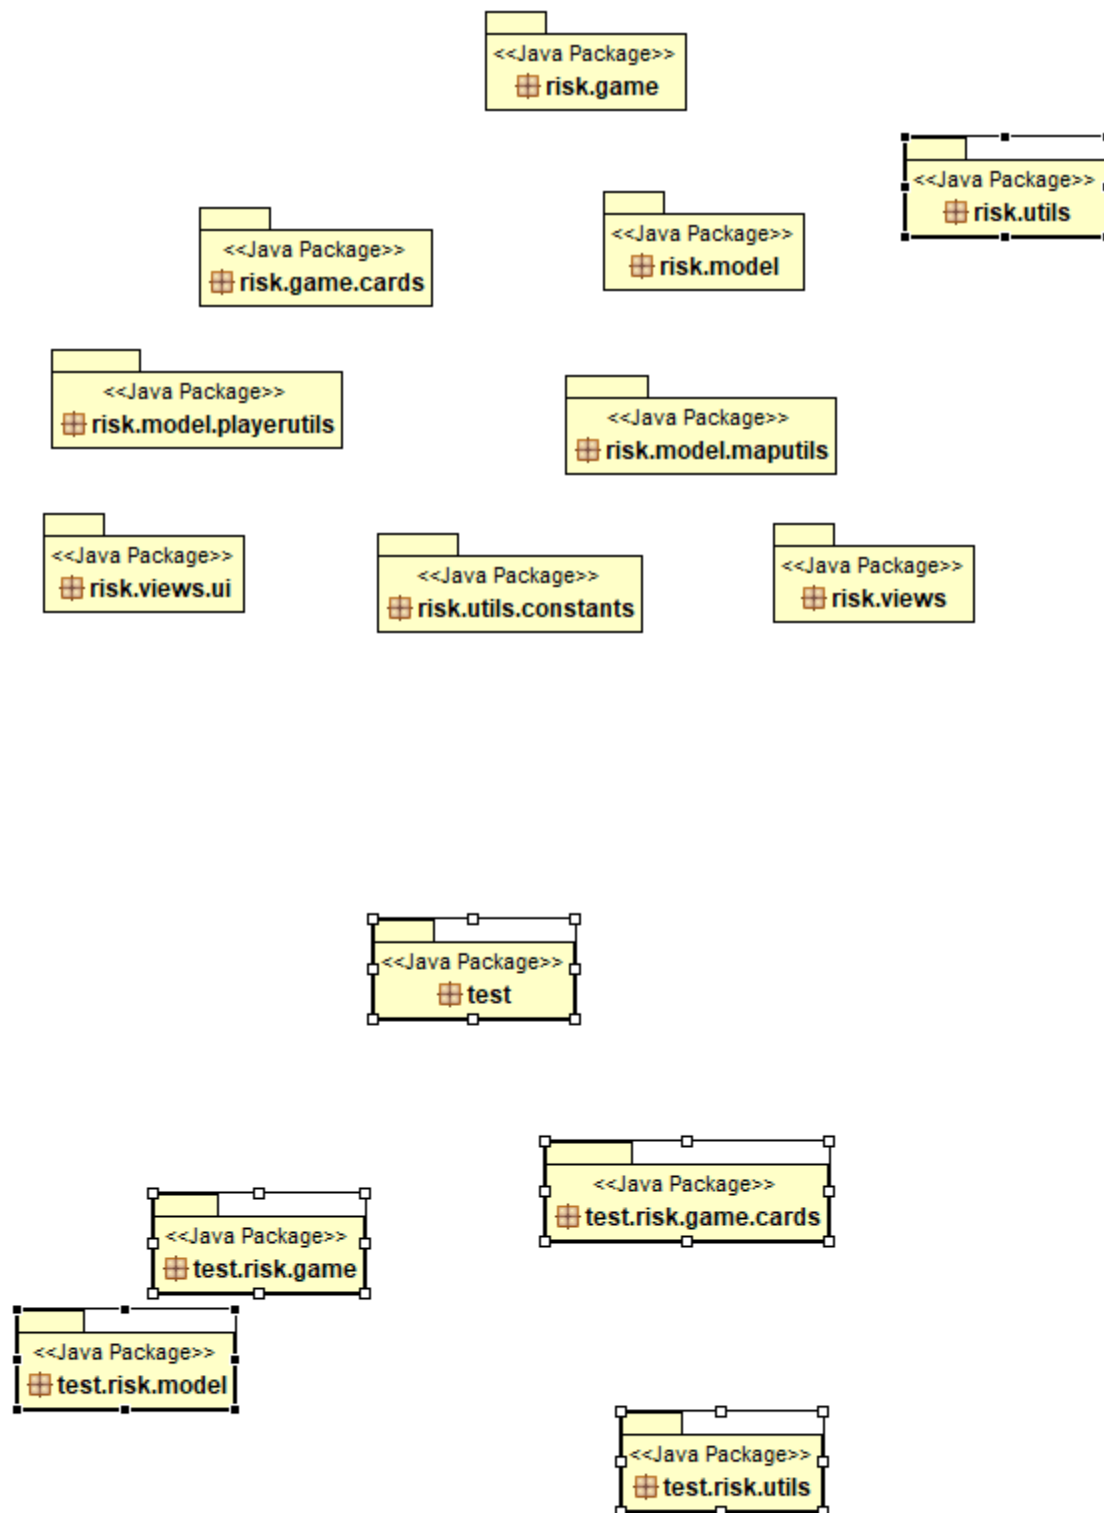 <<Java Package>>
risk.game
<<Java Package>>
risk.utils
<<Java Package>>
risk.game.cards
<<Java Package>>
risk.model
<<Java Package>>
risk.model.playerutils
<<Java Package>>
risk.model.maputils
<<Java Package>>
risk.views.ui
<<Java Package>>
risk.utils.constants
<<Java Package>>
risk.views
<<Java Package>>
test
<<Java Package>>
test.risk.game.cards
<<Java Package>>
test.risk.game
<<Java Package>>
test.risk.model
<<Java Package>>
test.risk.utils